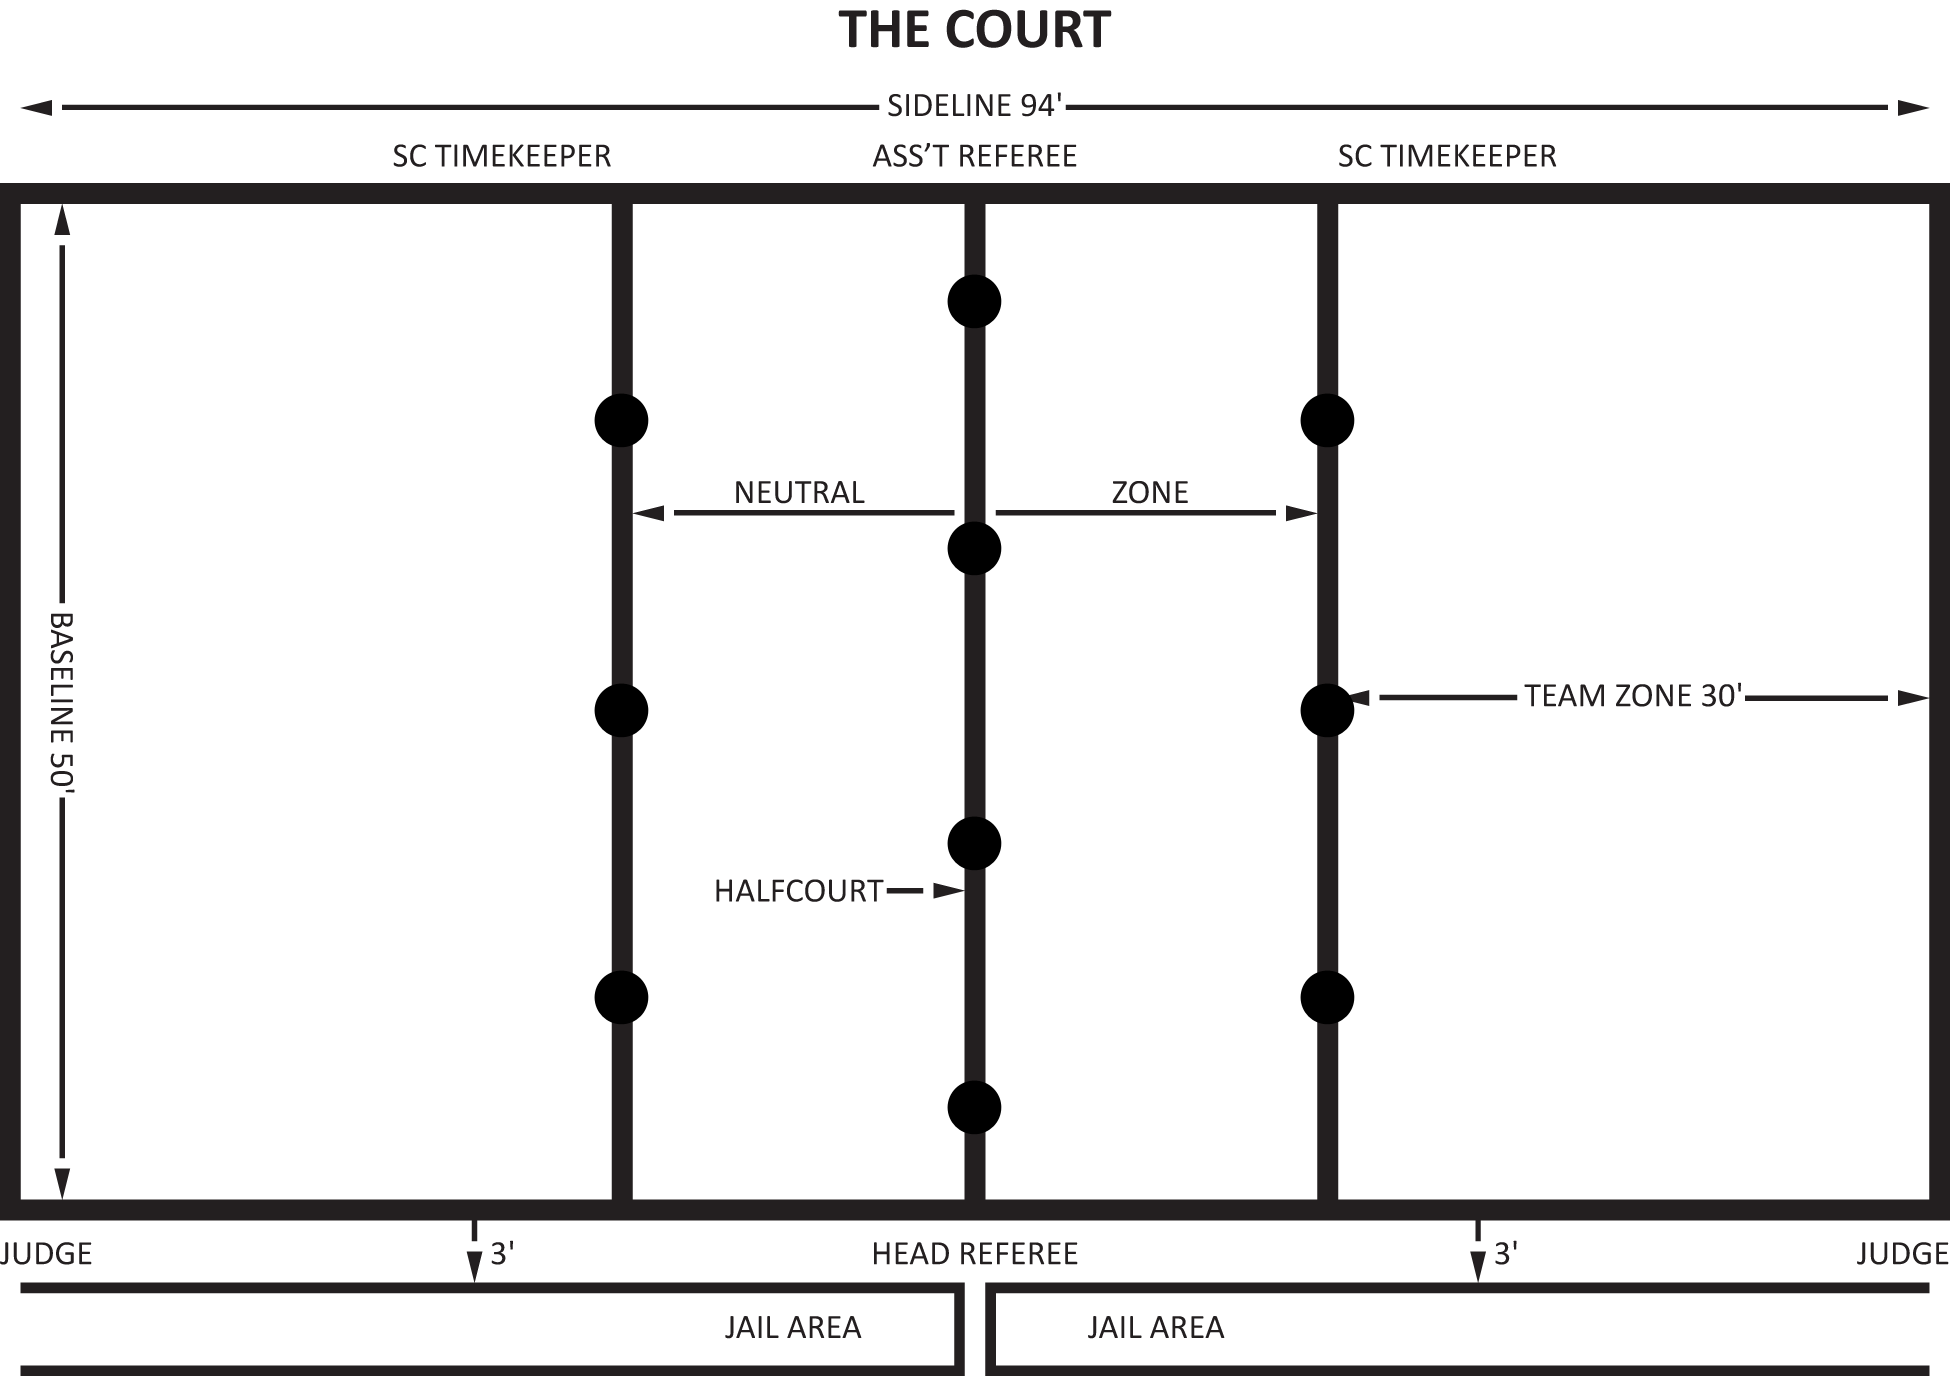 THE COURT
SIDELINE 94'
SC TIMEKEEPER
ASS’T REFEREE
SC TIMEKEEPER
NEUTRAL
ZONE
BASELINE 50'
TEAM ZONE 30'
HALFCOURT
JUDGE
3'
HEAD REFEREE
3'
JUDGE
JAIL AREA
JAIL AREA